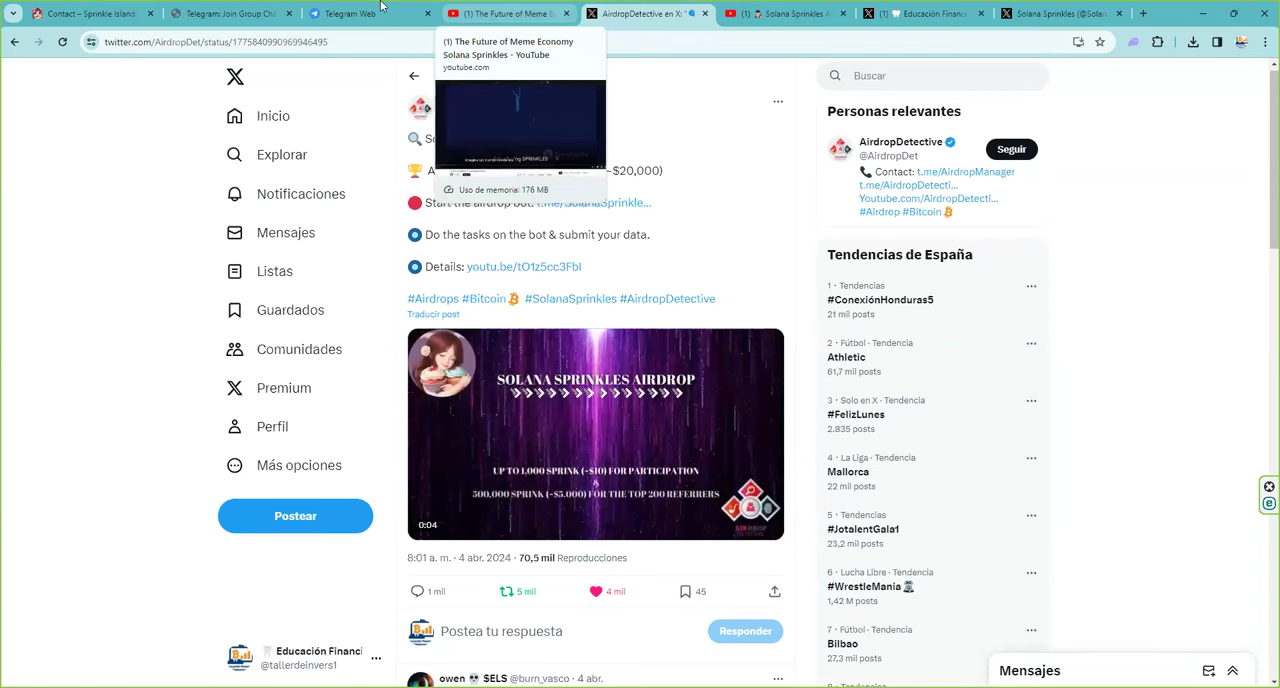 Contact – Sprinkle Island
Telegram: Join Group Cha
Telegram Web
(1) The Future of Meme E
AirdropDetective en X: "🔍
(1) Solana Sprinkles A
(1) Educación Financi
Solana Sprinkles (@Solan
twitter.com/AirdropDet/status/1775840990969946495
(1) The Future of Meme Economy
Solana Sprinkles - YouTube
youtube.com
SPRINKLES
Uso de memoria: 176 MB
Inicio
Explorar
Notificaciones
Mensajes
Listas
Guardados
Comunidades
Premium
Perfil
Más opciones
Postear
Educación Financi
@tallerdeinvers1
🔍 So
🏆 A
~$20,000)
🔴 Start the airdrop bot: t.me/SolanaSprinkle...
Do the tasks on the bot & submit your data.
Details: youtu.be/tO1z5cc3FbI
#Airdrops #Bitcoin #SolanaSprinkles #AirdropDetective
Traducir post
SOLANA SPRINKLES AIRDROP
UP TO 1,000 SPRINK (~$10) FOR PARTICIPATION
&
500,000 SPRINK (~$5.000) FOR THE TOP 200 REFERRERS
AIRDROP
DETECTIVE
0:04
8:01 a. m. · 4 abr. 2024 · 70,5 mil Reproducciones
1 mil
5 mil
4 mil
45
Postea tu respuesta
Responder
owen 💀 $ELS @burn_vasco · 4 abr.
Buscar
Personas relevantes
AirdropDetective
@AirdropDet
Seguir
📞 Contact: t.me/AirdropManager
t.me/AirdropDetecti...
Youtube.com/AirdropDetecti...
#Airdrop #Bitcoin
Tendencias de España
1 · Tendencias
#ConexiónHonduras5
21 mil posts
2 · Fútbol · Tendencia
Athletic
61,7 mil posts
3 · Solo en X · Tendencia
#FelizLunes
2.835 posts
4 · La Liga · Tendencia
Mallorca
22 mil posts
5 · Tendencias
#JotalentGala1
23,2 mil posts
6 · Lucha Libre · Tendencia
#WrestleMania
1,42 M posts
7 · Fútbol · Tendencia
Bilbao
27,3 mil posts
Mensajes